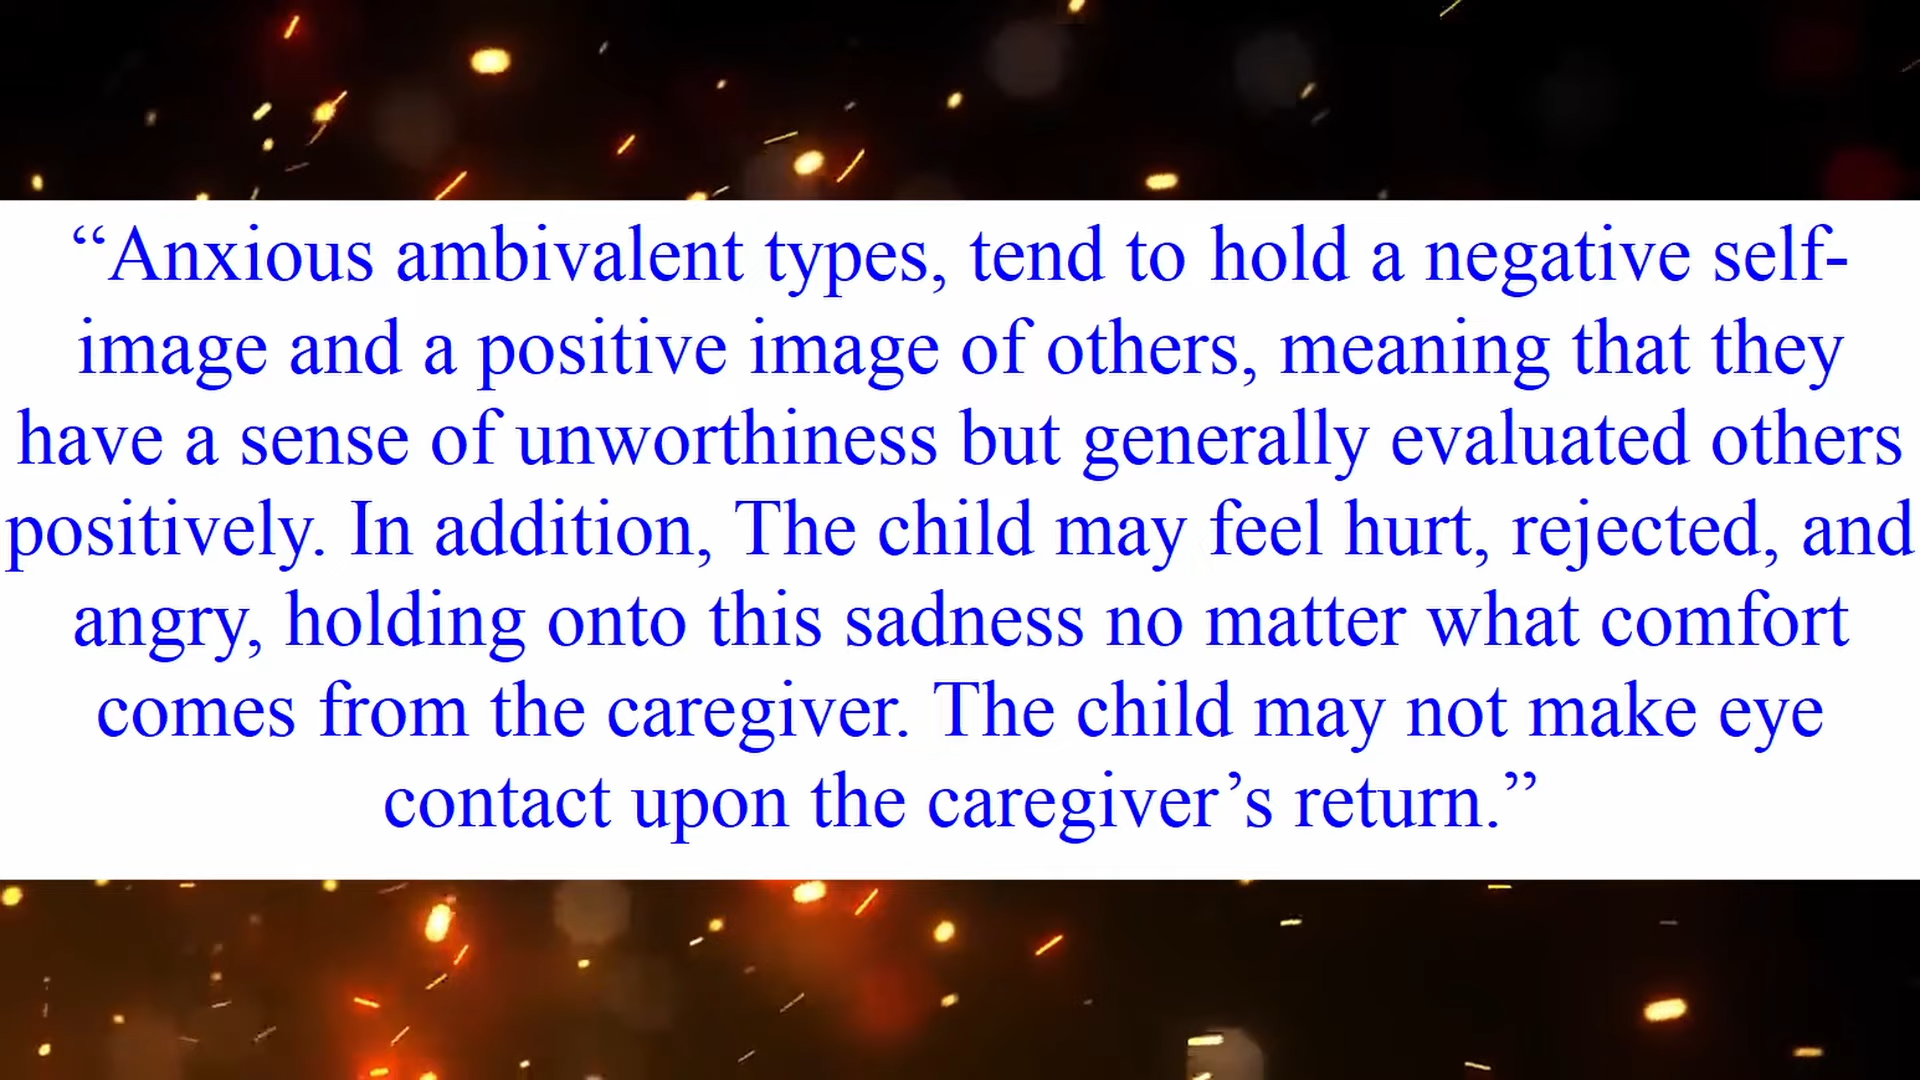 “Anxious ambivalent types, tend to hold a negative self-
image and a positive image of others, meaning that they
have a sense of unworthiness but generally evaluated others
positively. In addition, The child may feel hurt, rejected, and
angry, holding onto this sadness no matter what comfort
comes from the caregiver. The child may not make eye
contact upon the caregiver’s return.”